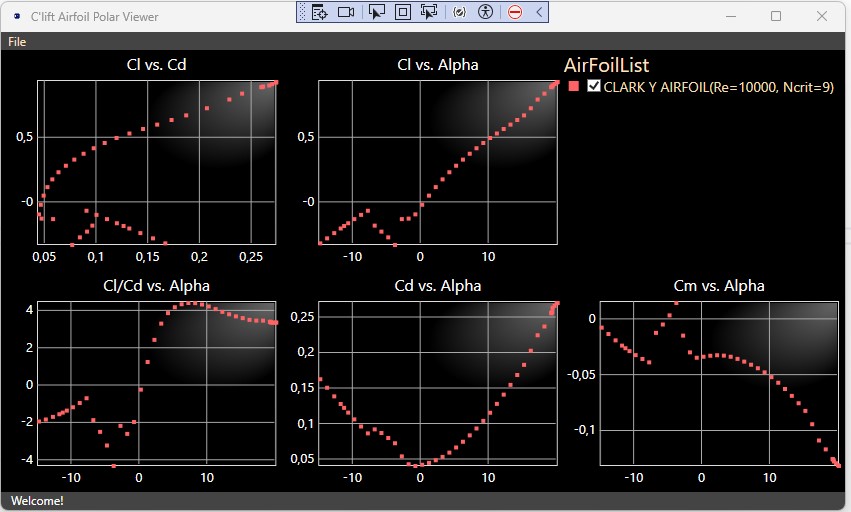 C'lift Airfoil Polar Viewer
File
Cl vs. Cd
Cl vs. Alpha
AirFoilList
CLARK Y AIRFOIL(Re=10000, Ncrit=9)
0,5
-0
0,05 0,1 0,15 0,2 0,25
0,5
-0
-10 0 10
Cl/Cd vs. Alpha
Cd vs. Alpha
Cm vs. Alpha
4
2
0
-2
-4
-10 0 10
0,25
0,2
0,15
0,1
0,05
-10 0 10
0
-0,05
-0,1
-10 0 10
Welcome!